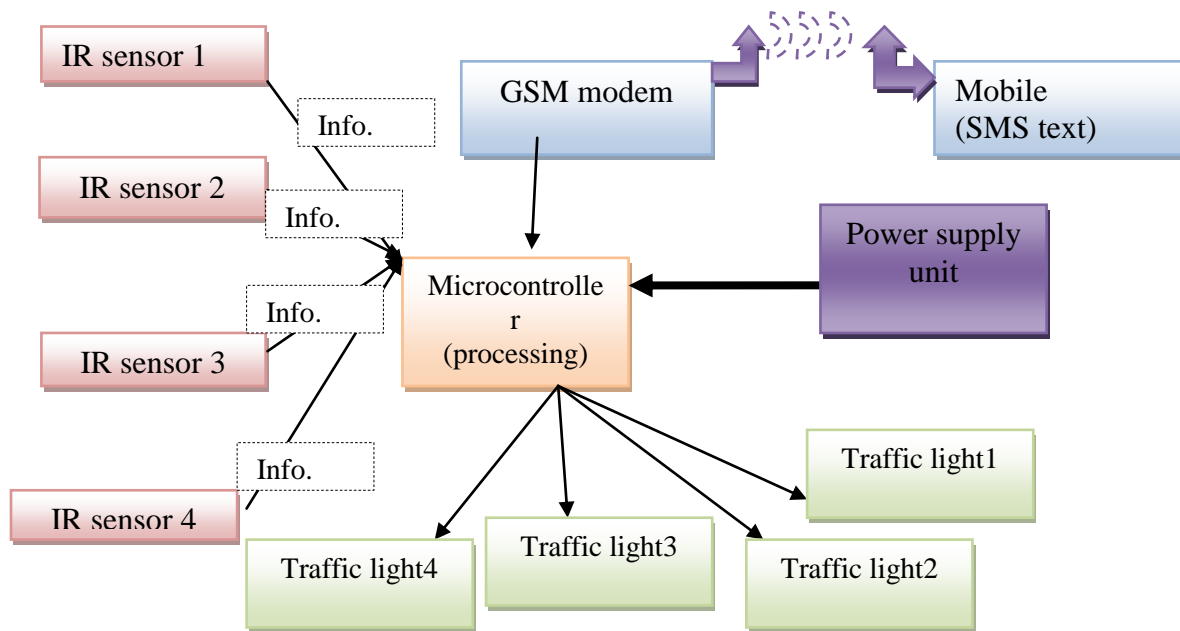 IR sensor 1
Info.
IR sensor 2
Info.
Info.
IR sensor 3
Info.
IR sensor 4
GSM modem
Mobile
(SMS text)
Power supply
unit
Microcontrolle
r
(processing)
Traffic light1
Traffic light2
Traffic light3
Traffic light4